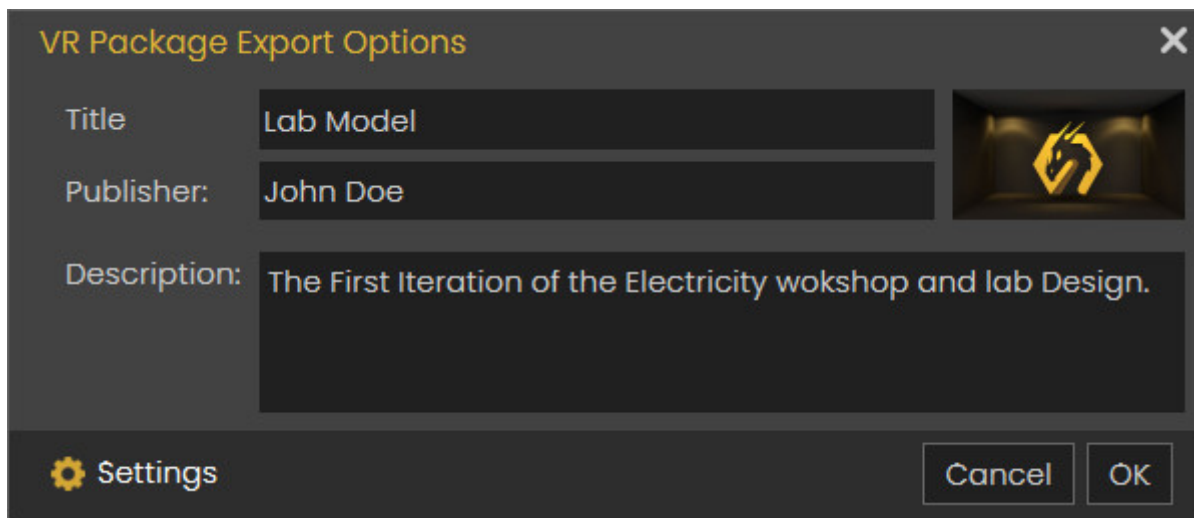 VR Package Export Options
Title
Lab Model
Publisher:
John Doe
Description:
The First Iteration of the Electricity wokshop and lab Design.
Settings
Cancel
OK